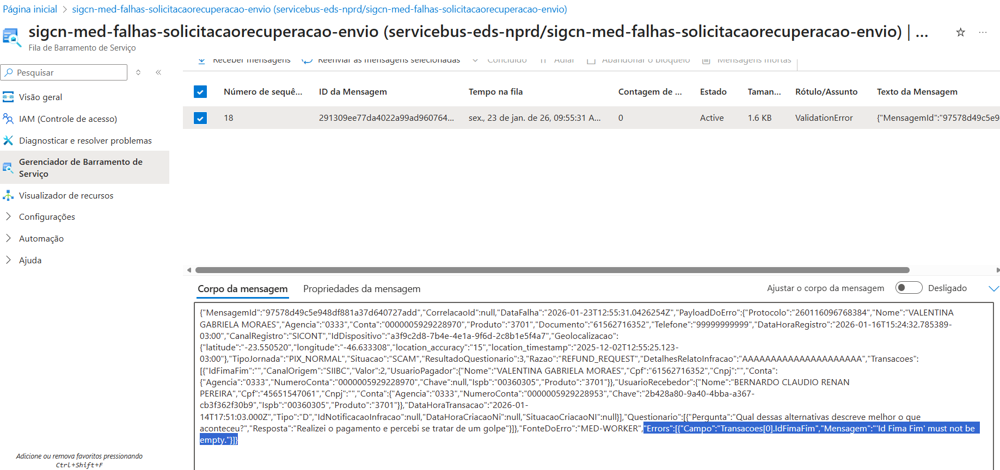 Página inicial > sigcn-med-falhas-solicitacaorecuperacao-envio (servicebus-eds-nprd/sigcn-med-falhas-solicitacaorecuperacao-envio)
sigcn-med-falhas-solicitacaorecuperacao-envio (servicebus-eds-nprd/sigcn-med-falhas-solicitacaorecuperacao-envio) | ...
Fila de Barramento de Serviço
Pesquisar
Visão geral
IAM (Controle de acesso)
Diagnosticar e resolver problemas
Gerenciador de Barramento de
Serviço
Visualizador de recursos
Configurações
Automação
Ajuda
Adicione ou remova favoritos pressionando
Ctrl+Shift+F
Receber mensagens Reenviar as mensagens selecionadas Concluído Adiar Abandonar o bloqueio Mensagens mortas
Número de sequê... ID da Mensagem Tempo na fila Contagem de ... Estado Taman... Rótulo/Assunto Texto da Mensagem
18 291309ee77da4022a99ad960764... sex., 23 de jan. de 26, 09:55:31 A... 0 Active 1.6 KB ValidationError {"MensagemId":"97578d49c5e9
Corpo da mensagem Propriedades da mensagem Ajustar o corpo da mensagem Desligado
{"MensagemId":"97578d49c5e948df881a37d640727add","CorrelacaoId":null,"DataFalha":"2026-01-23T12:55:31.0426254Z","PayloadDoErro":{"Protocolo":"260116096768384","Nome":"VALENTINA
GABRIELA MORAES","Agencia":"0333","Conta":"0000005929228970","Produto":"3701","Documento":"61562716352","Telefone":"99999999999","DataHoraRegistro":"2026-01-16T15:24:32.785389-
03:00","CanalRegistro":"SICONT","IdDispositivo":"a3f9c2d8-7b4e-4e1a-9f6d-2c8b1e5f4a7","Geolocalizacao":
{"latitude":"-23.550520","longitude":"-46.633308","location_accuracy":"15","location_timestamp":"2025-12-02T12:55:25.123-
03:00"},"TipoJornada":"PIX_NORMAL","Situacao":"SCAM","ResultadoQuestionario":3,"Razao":"REFUND_REQUEST","DetalhesRelatoInfracao":"AAAAAAAAAAAAAAAAAAAAA","Transacoes":
[{"IdFimaFim":"","CanalOrigem":"SIIBC","Valor":2,"UsuarioPagador":{"Nome":"VALENTINA GABRIELA MORAES","Cpf":"61562716352","Cnpj":"","Conta":
{"Agencia":"0333","NumeroConta":"0000005929228970","Chave":null,"Ispb":"00360305","Produto":"3701"}},"UsuarioRecebedor":{"Nome":"BERNARDO CLAUDIO RENAN
PEREIRA","Cpf":"45651547061","Cnpj":"","Conta":{"Agencia":"0333","NumeroConta":"0000005929228953","Chave":"2b428a80-9a40-4bba-a367-
cb3f362f30b9","Ispb":"00360305","Produto":"3701"}},"DataHoraTransacao":"2026-01-
14T17:51:03.000Z","Tipo":"D","IdNotificacaoInfracao":null,"DataHoraCriacaoNi":null,"SituacaoCriacaoNI":null}],"Questionario":[{"Pergunta":"Qual dessas alternativas descreve melhor o que
aconteceu?","Resposta":"Realizei o pagamento e percebi se tratar de um golpe"}]},"FonteDoErro":"MED-WORKER","Errors":[{"Campo":"Transacoes[0].IdFimaFim","Mensagem":"'Id Fima Fim' must not be
empty."}]}